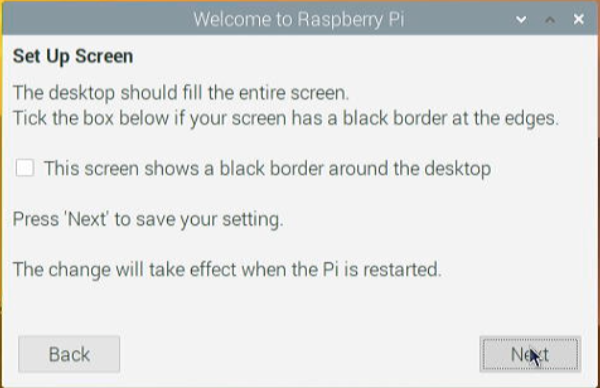 Welcome to Raspberry Pi
Set Up Screen
The desktop should fill the entire screen.
Tick the box below if your screen has a black border at the edges.
This screen shows a black border around the desktop
Press 'Next' to save your setting.
The change will take effect when the Pi is restarted.
Back
Next